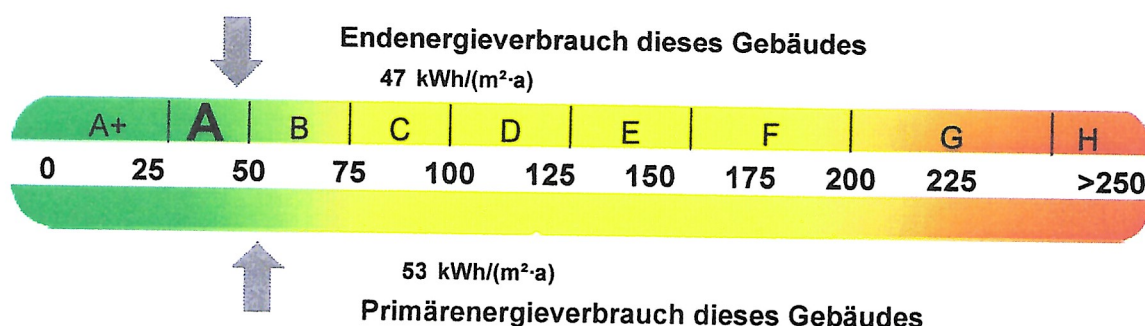 Endenergieverbrauch dieses Gebäudes
47 kWh/(m²·a)
A+ A B C D E F G H
0 25 50 75 100 125 150 175 200 225 >250
53 kWh/(m²·a)
Primärenergieverbrauch dieses Gebäudes